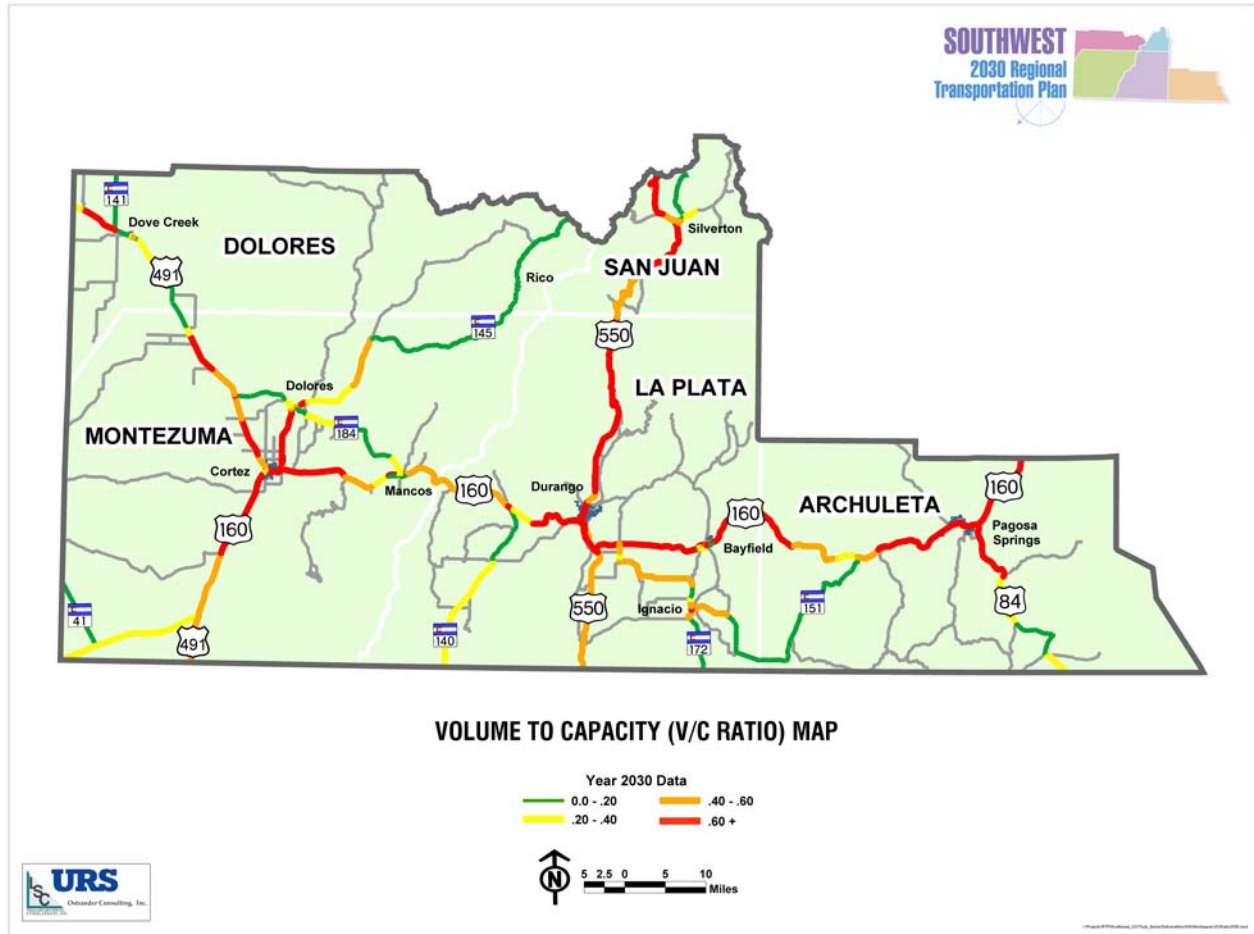 SOUTHWEST
2030 Regional
Transportation Plan
141
Dove Creek
DOLORES
491
Silverton
SAN JUAN
Rico
145
550
Dolores
LA PLATA
MONTEZUMA
184
Cortez
Mancos
160
Durango
160
ARCHULETA
160
Pagosa
Springs
160
Bayfield
41
491
140
550
Ignacio
172
151
84
VOLUME TO CAPACITY (V/C RATIO) MAP
Year 2030 Data
0.0 - .20
.40 - .60
.20 - .40
.60 +
N
5 2.5 0 5 10
Miles
LSC
URS
Ostrander Consulting, Inc.